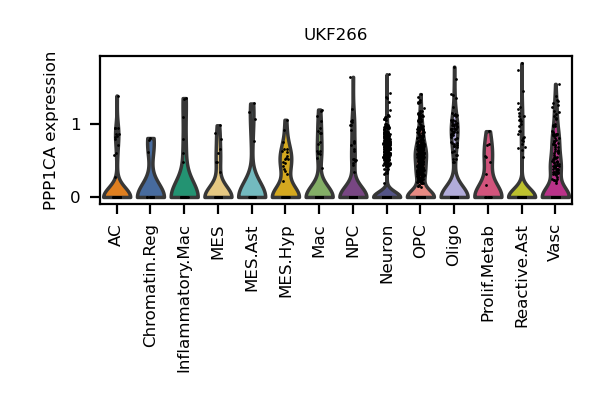 UKF266
PPP1CA expression
1
0
AC
Chromatin.Reg
Inflammatory.Mac
MES
MES.Ast
MES.Hyp
Mac
NPC
Neuron
OPC
Oligo
Prolif.Metab
Reactive.Ast
Vasc